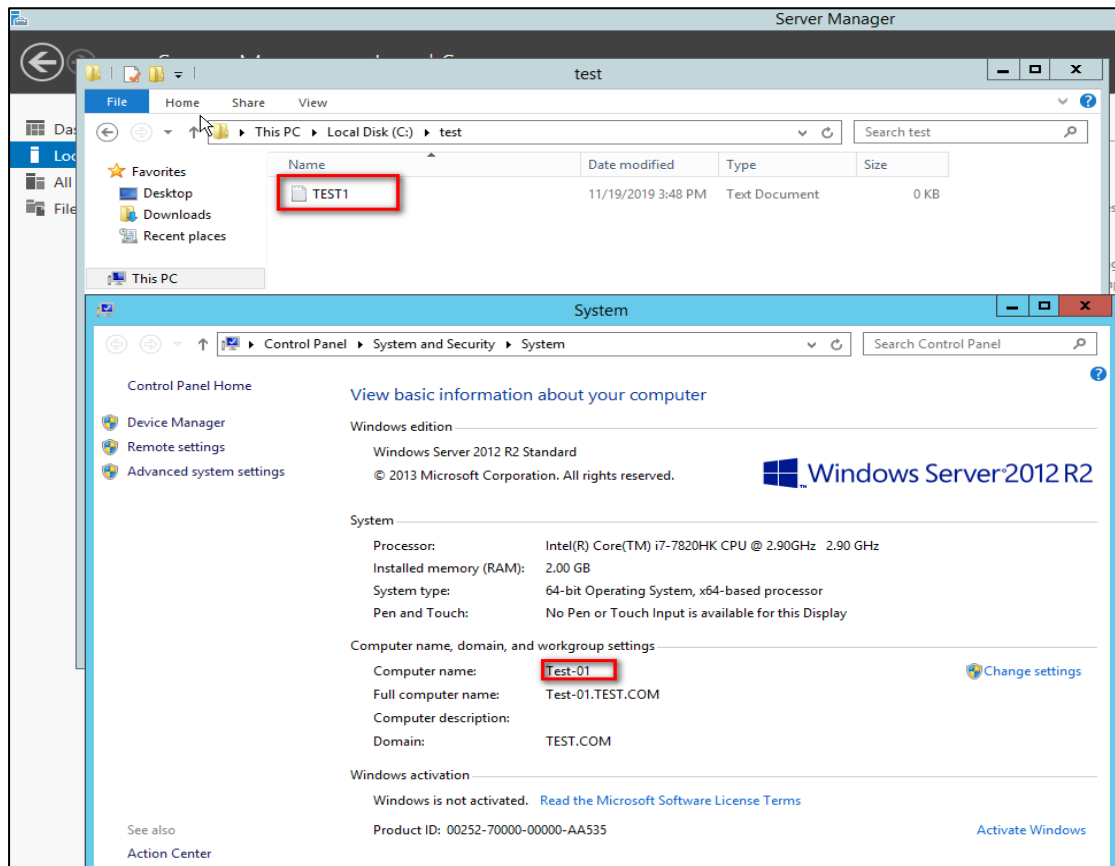 Server Manager
test
File Home Share View
This PC Local Disk (C:) test Search test
Das
Loc
All
File
Favorites
Desktop
Downloads
Recent places
This PC
Name Date modified Type Size
TEST1 11/19/2019 3:48 PM Text Document 0 KB
System
Control Panel System and Security System Search Control Panel
Control Panel Home
Device Manager
Remote settings
Advanced system settings
View basic information about your computer
Windows edition
Windows Server 2012 R2 Standard
© 2013 Microsoft Corporation. All rights reserved.
Windows Server 2012 R2
System
Processor: Intel(R) Core(TM) i7-7820HK CPU @ 2.90GHz 2.90 GHz
Installed memory (RAM): 2.00 GB
System type: 64-bit Operating System, x64-based processor
Pen and Touch: No Pen or Touch Input is available for this Display
Computer name, domain, and workgroup settings
Computer name: Test-01 Change settings
Full computer name: Test-01.TEST.COM
Computer description:
Domain: TEST.COM
Windows activation
Windows is not activated. Read the Microsoft Software License Terms
Product ID: 00252-70000-00000-AA535 Activate Windows
See also
Action Center